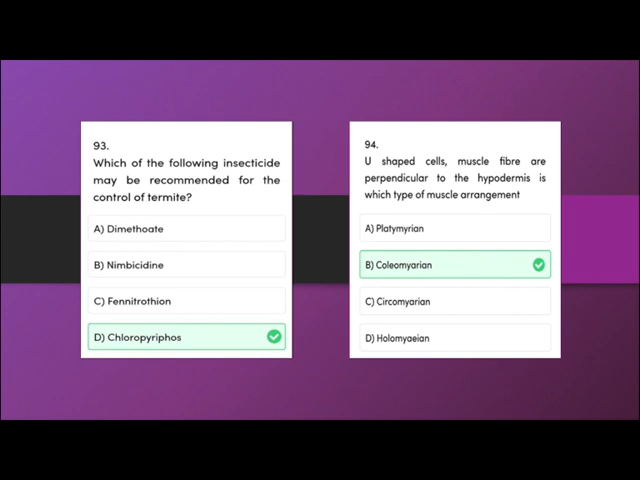 93.
Which of the following insecticide
may be recommended for the
control of termite?
A) Dimethoate
B) Nimbicidine
C) Fennitrothion
D) Chloropyriphos
94.
U shaped cells, muscle fibre are
perpendicular to the hypodermis is
which type of muscle arrangement
A) Platymyrian
B) Coleomyarian
C) Circomyarian
D) Holomyaeian